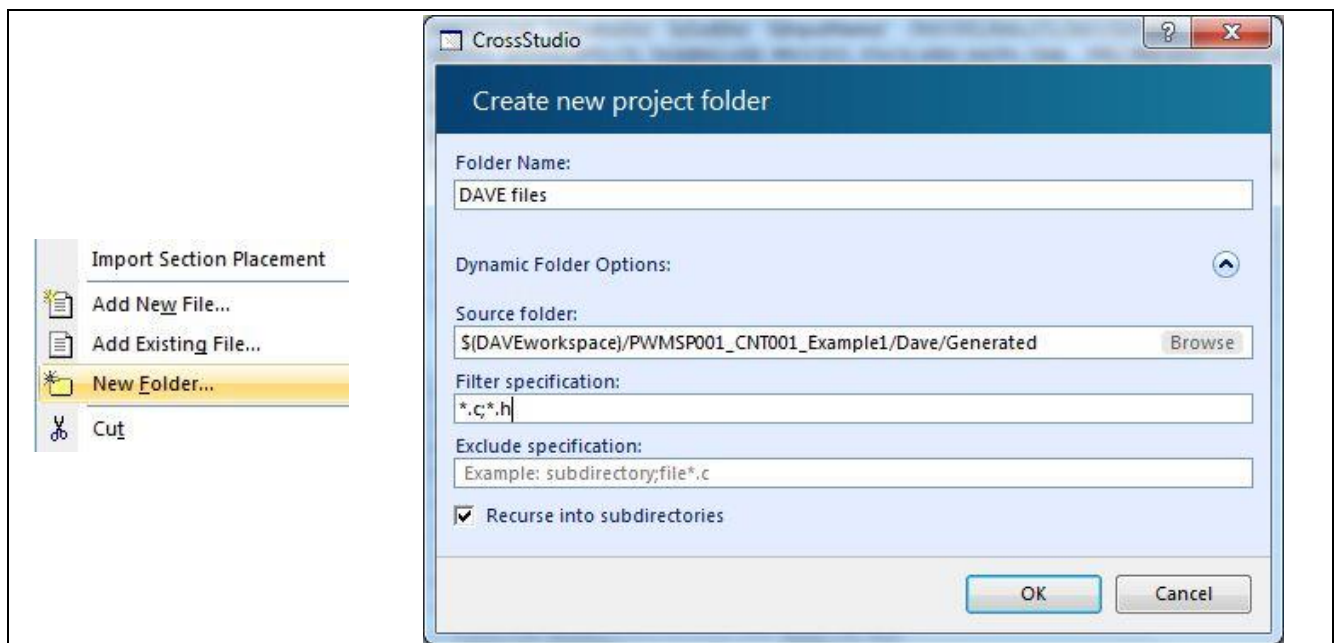 Import Section Placement
Add New File...
Add Existing File...
New Folder...
Cut
CrossStudio
Create new project folder
Folder Name:
DAVE files
Dynamic Folder Options:
Source folder:
$(DAVEworkspace)/PWMSP001_CNT001_Example1/Dave/Generated
Browse
Filter specification:
*.c;*.h
Exclude specification:
Example: subdirectory;file*.c
Recurse into subdirectories
OK
Cancel